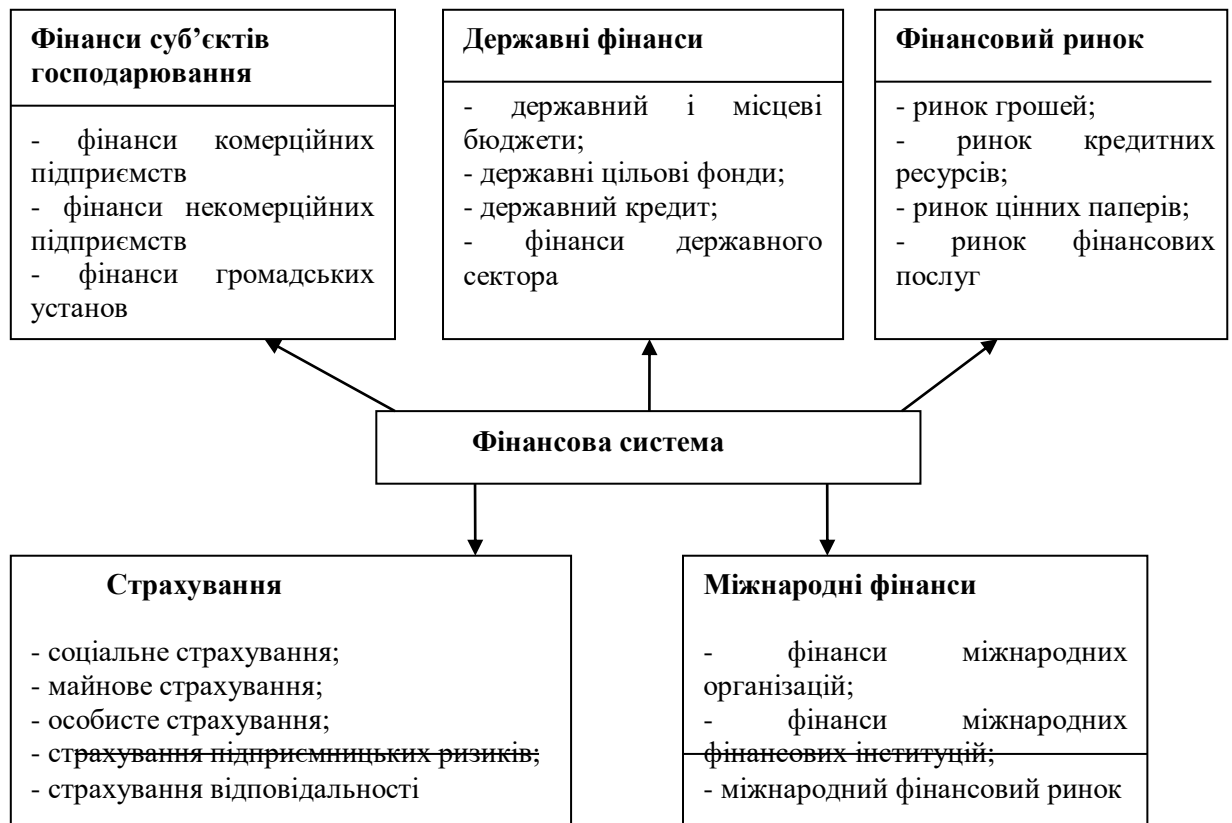 Фінанси суб’єктів
господарювання
- фінанси комерційних
підприємств
- фінанси некомерційних
підприємств
- фінанси громадських
установ
Державні фінанси
- державний і місцеві
бюджети;
- державні цільові фонди;
- державний кредит;
- фінанси державного
сектора
Фінансовий ринок
- ринок грошей;
- ринок кредитних
ресурсів;
- ринок цінних паперів;
- ринок фінансових
послуг
Фінансова система
Страхування
- соціальне страхування;
- майнове страхування;
- особисте страхування;
- страхування підприємницьких ризиків;
- страхування відповідальності
Міжнародні фінанси
- фінанси міжнародних
організацій;
- фінанси міжнародних
фінансових інституцій;
- міжнародний фінансовий ринок